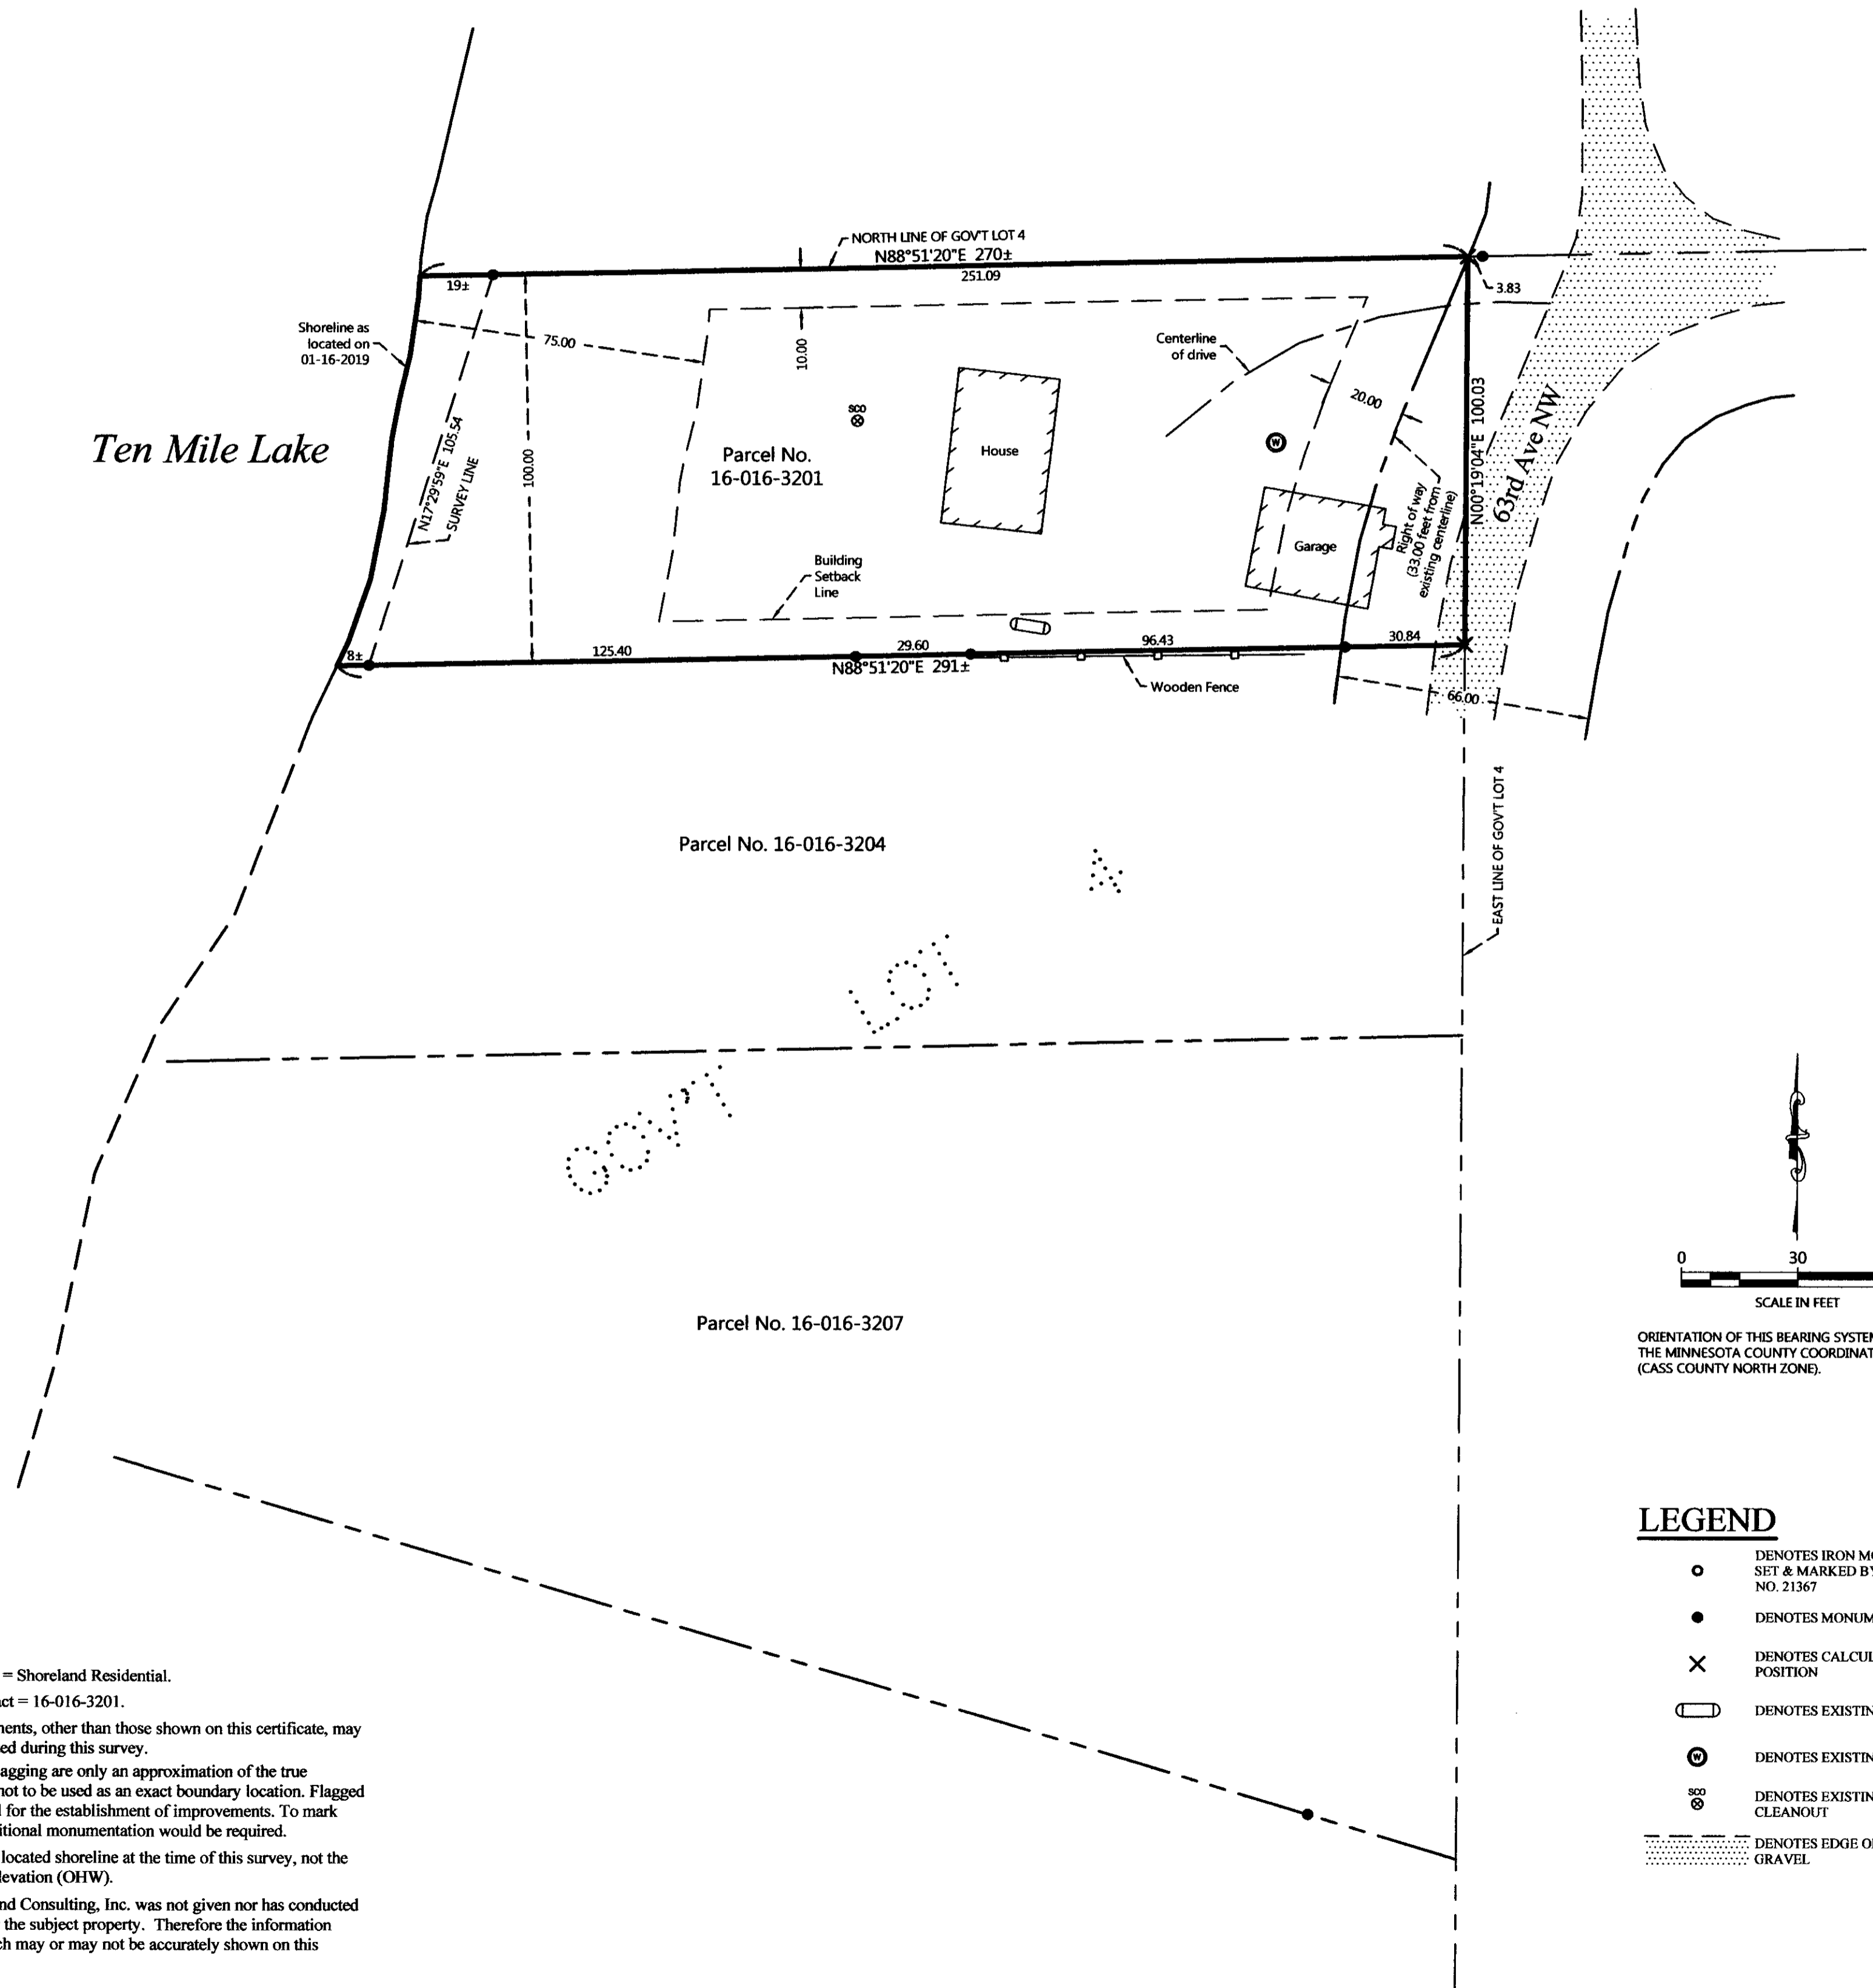 NORTH LINE OF GOV'T LOT 4
N88°51'20"E 270±
251.09
19±
3.83
Shoreline as
located on
01-16-2019
75.00
10.00
Centerline
of drive
20.00
N00°19'04"E 100.03
63rd Ave NW
Ten Mile Lake
N17°29'59"E 105.54
SURVEY LINE
100.00
SCO
Parcel No.
16-016-3201
House
W
Right of way
(33.00 feet from
existing centerline)
Garage
Building
Setback
Line
8±
125.40
29.60
96.43
30.84
N88°51'20"E 291±
Wooden Fence
66.00
EAST LINE OF GOV'T LOT 4
Parcel No. 16-016-3204
GOV'T LOT 4
Parcel No. 16-016-3207
0 30
SCALE IN FEET
ORIENTATION OF THIS BEARING SYSTEM
THE MINNESOTA COUNTY COORDINAT
(CASS COUNTY NORTH ZONE).
LEGEND
DENOTES IRON MO
SET & MARKED BY
NO. 21367
DENOTES MONUM
DENOTES CALCUL
POSITION
DENOTES EXISTIN
W DENOTES EXISTIN
SCO DENOTES EXISTIN
CLEANOUT
DENOTES EDGE O
GRAVEL
= Shoreland Residential.
act = 16-016-3201.
ments, other than those shown on this certificate, may
ed during this survey.
agging are only an approximation of the true
not to be used as an exact boundary location. Flagged
d for the establishment of improvements. To mark
itional monumentation would be required.
located shoreline at the time of this survey, not the
levation (OHW).
nd Consulting, Inc. was not given nor has conducted
the subject property. Therefore the information
ch may or may not be accurately shown on this